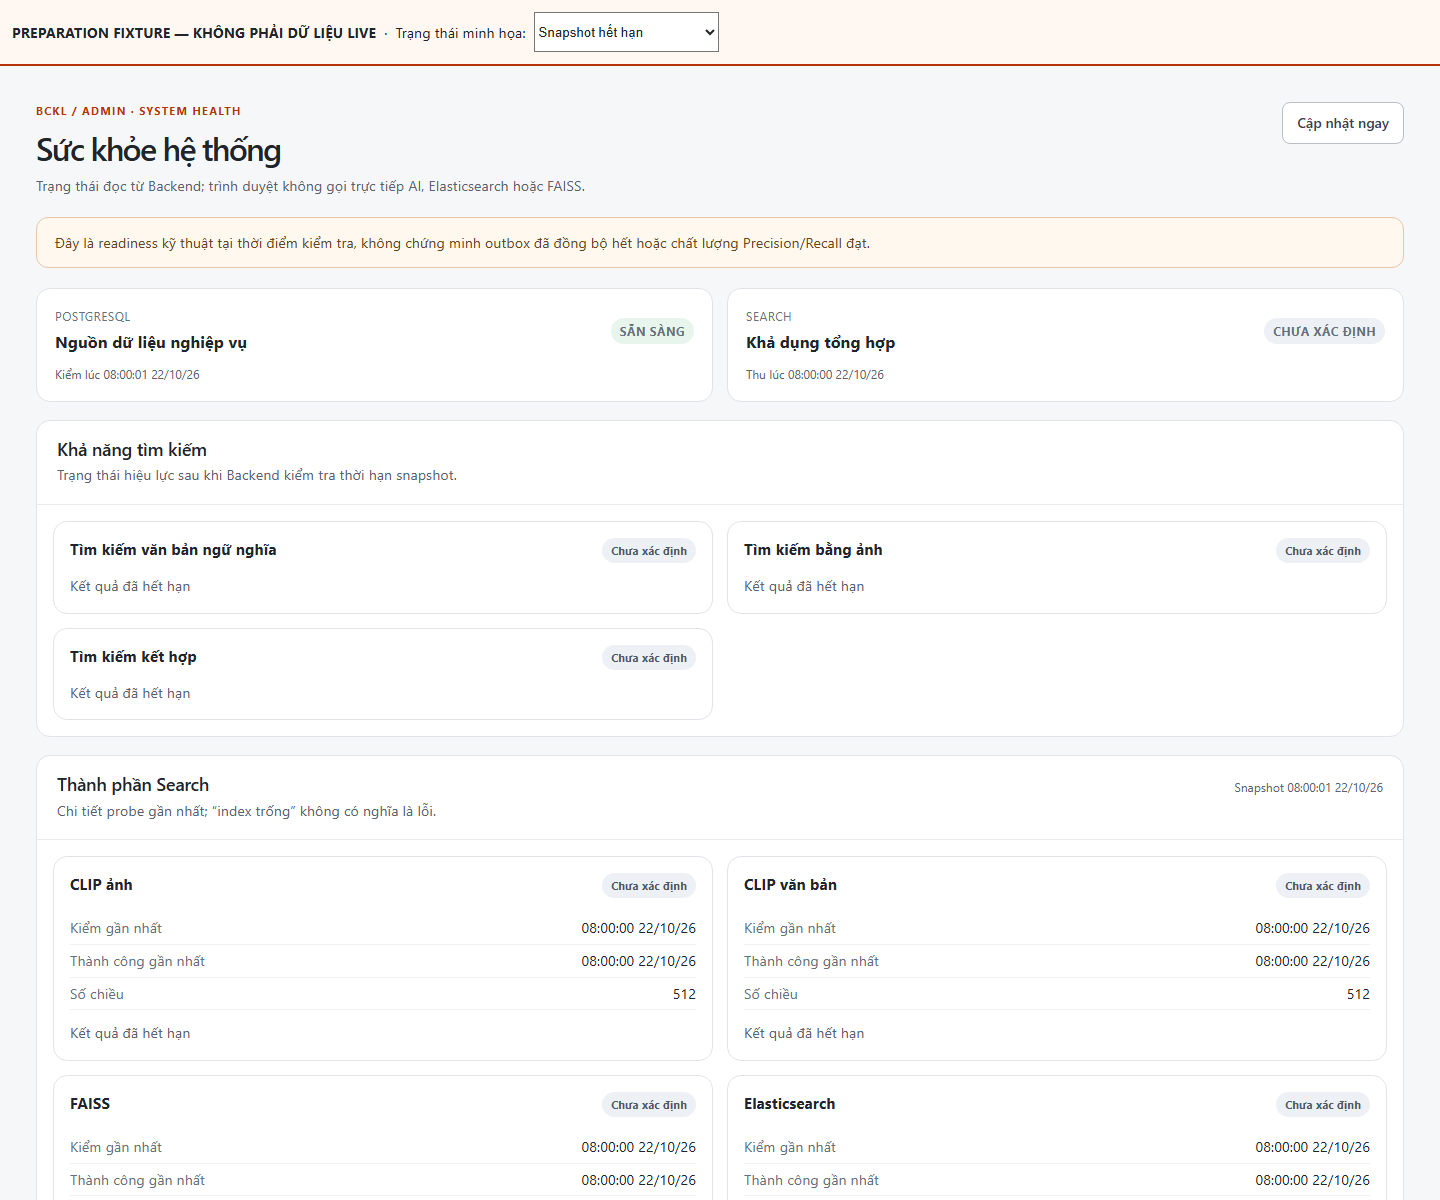 PREPARATION FIXTURE — KHÔNG PHẢI DỮ LIỆU LIVE · Trạng thái minh họa: Snapshot hết hạn
BCKL / ADMIN · SYSTEM HEALTH
Cập nhật ngay
Sức khỏe hệ thống
Trạng thái đọc từ Backend; trình duyệt không gọi trực tiếp AI, Elasticsearch hoặc FAISS.
Đây là readiness kỹ thuật tại thời điểm kiểm tra, không chứng minh outbox đã đồng bộ hết hoặc chất lượng Precision/Recall đạt.
POSTGRESQL
Nguồn dữ liệu nghiệp vụ
SẴN SÀNG
Kiểm lúc 08:00:01 22/10/26
SEARCH
Khả dụng tổng hợp
CHƯA XÁC ĐỊNH
Thu lúc 08:00:00 22/10/26
Khả năng tìm kiếm
Trạng thái hiệu lực sau khi Backend kiểm tra thời hạn snapshot.
Tìm kiếm văn bản ngữ nghĩa
Chưa xác định
Kết quả đã hết hạn
Tìm kiếm bằng ảnh
Chưa xác định
Kết quả đã hết hạn
Tìm kiếm kết hợp
Chưa xác định
Kết quả đã hết hạn
Thành phần Search
Snapshot 08:00:01 22/10/26
Chi tiết probe gần nhất; “index trống” không có nghĩa là lỗi.
CLIP ảnh
Chưa xác định
Kiểm gần nhất 08:00:00 22/10/26
Thành công gần nhất 08:00:00 22/10/26
Số chiều 512
Kết quả đã hết hạn
CLIP văn bản
Chưa xác định
Kiểm gần nhất 08:00:00 22/10/26
Thành công gần nhất 08:00:00 22/10/26
Số chiều 512
Kết quả đã hết hạn
FAISS
Chưa xác định
Kiểm gần nhất 08:00:00 22/10/26
Thành công gần nhất 08:00:00 22/10/26
Elasticsearch
Chưa xác định
Kiểm gần nhất 08:00:00 22/10/26
Thành công gần nhất 08:00:00 22/10/26